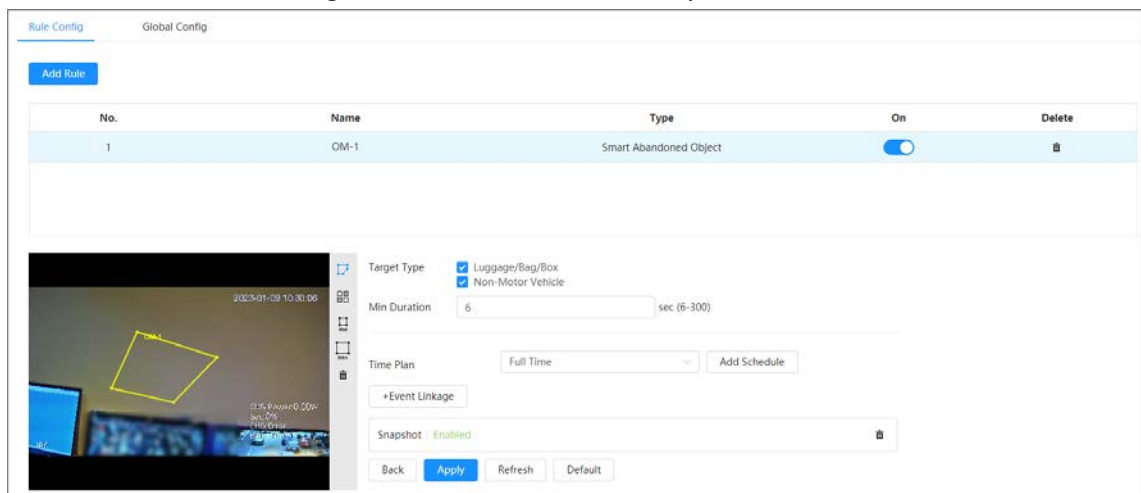 Rule Config Global Config
Add Rule
No. Name Type On Delete
1 OM-1 Smart Abandoned Object
2023-01-09 10:30:06
OM-1
Target Type Luggage/Bag/Box
Non-Motor Vehicle
Min Duration 6 sec (6-300)
Time Plan Full Time Add Schedule
+Event Linkage
Snapshot : Enabled
Back Apply Refresh Default